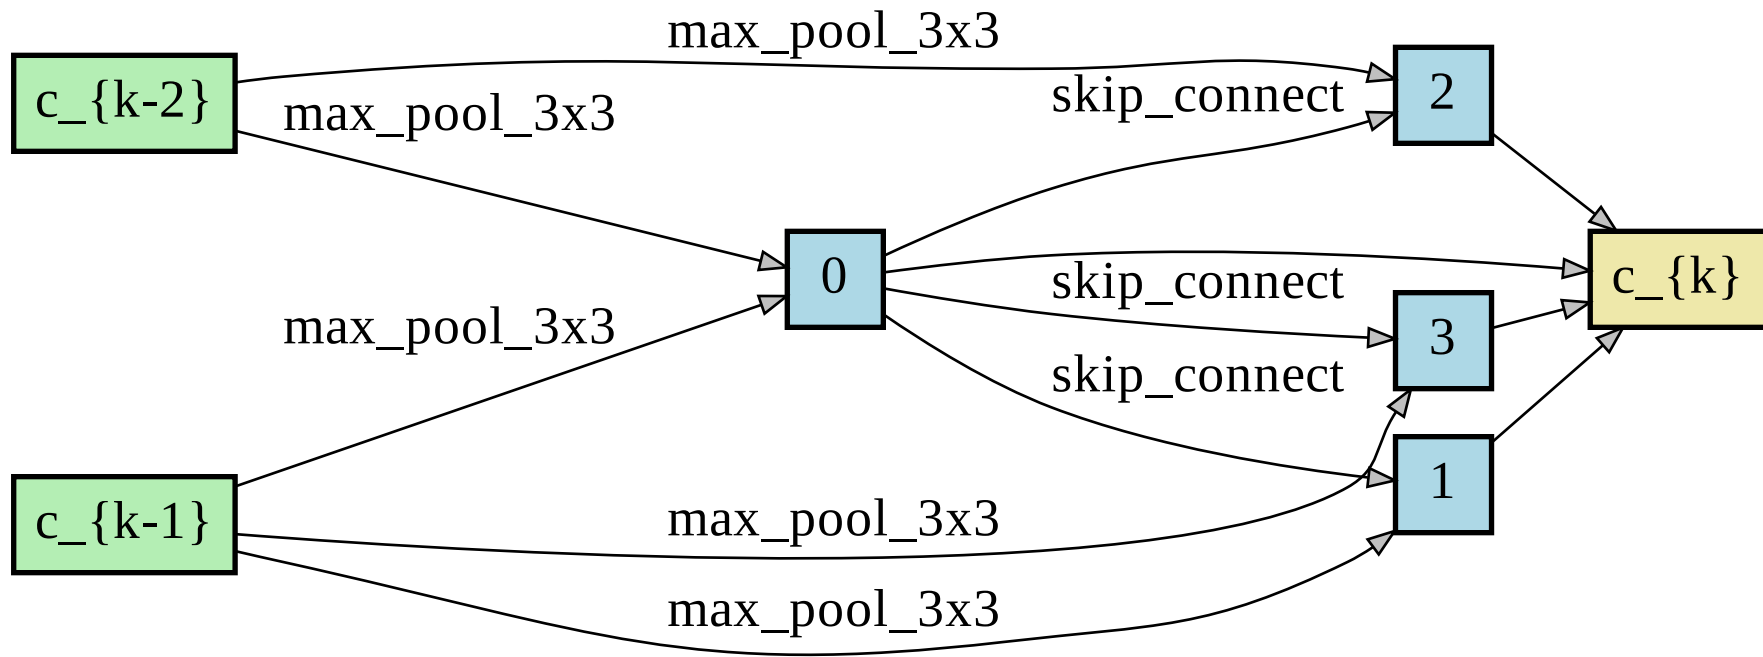 max_pool_3x3
c_{k-2}
2
skip_connect
max_pool_3x3
0
c_{k}
skip_connect
max_pool_3x3
3
skip_connect
1
c_{k-1}
max_pool_3x3
max_pool_3x3